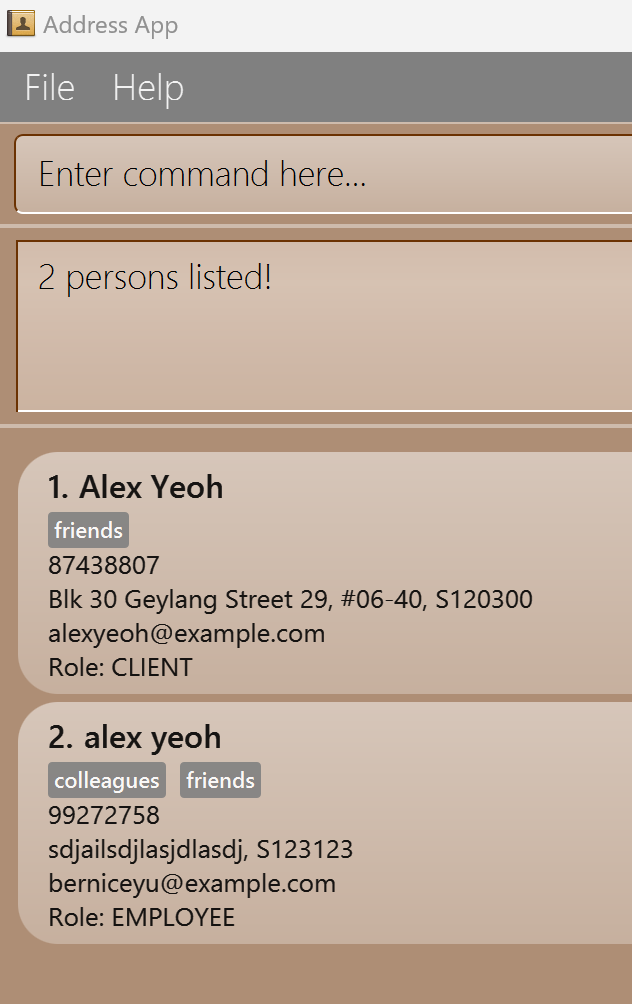 Address App
File Help
Enter command here...
2 persons listed!
1. Alex Yeoh
friends
87438807
Blk 30 Geylang Street 29, #06-40, S120300
alexyeoh@example.com
Role: CLIENT
2. alex yeoh
colleagues friends
99272758
sdjailsdjlasjdlasdj, S123123
berniceyu@example.com
Role: EMPLOYEE